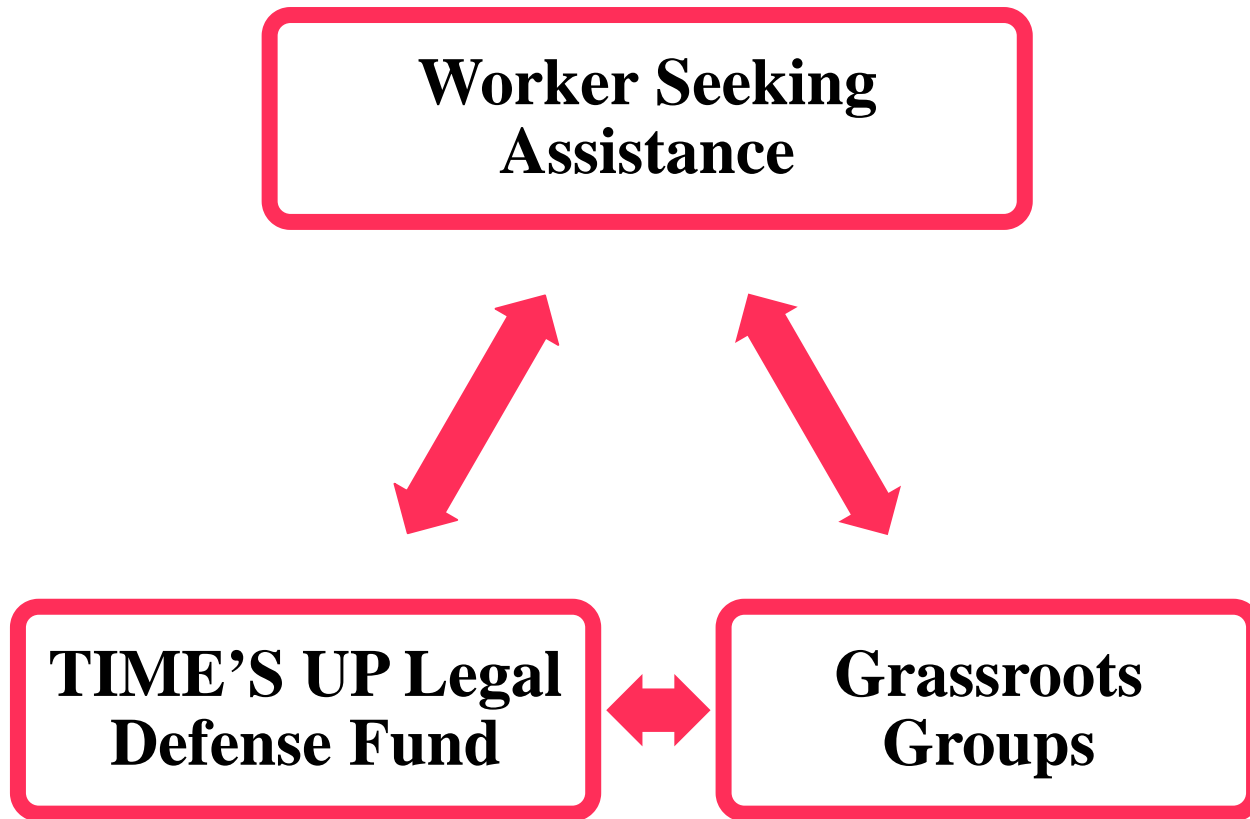 Worker Seeking
Assistance
TIME’S UP Legal
Defense Fund
Grassroots
Groups